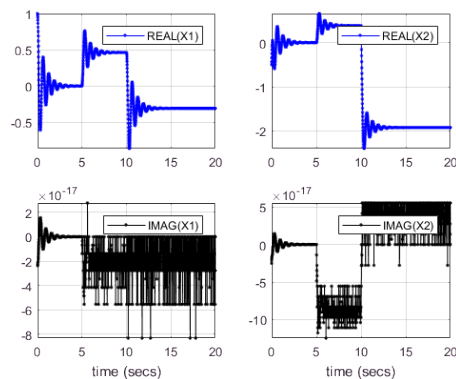 1
0.5
0
-0.5
0 5 10 15 20
REAL(X1)
0
-1
-2
0 5 10 15 20
REAL(X2)
×10⁻¹⁷
2
0
-2
-4
-6
-8
0 5 10 15 20
IMAG(X1)
time (secs)
×10⁻¹⁷
5
0
-5
-10
0 5 10 15 20
IMAG(X2)
time (secs)